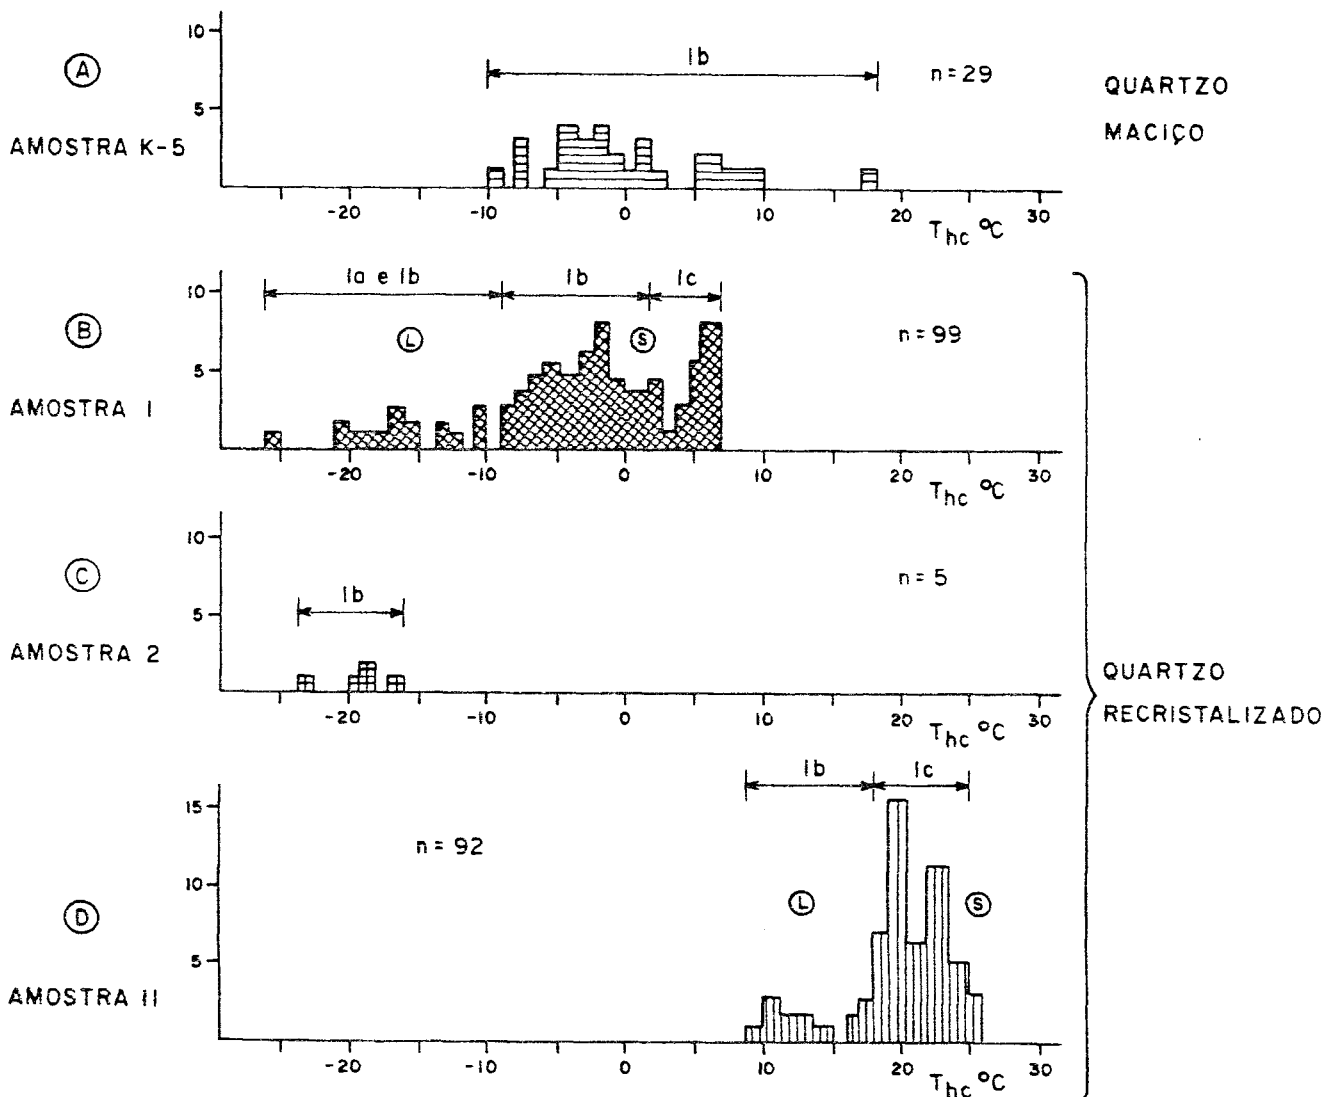 10
Ib
A
n=29
QUARTZO
5
MACIÇO
AMOSTRA K-5
-20 -10 0 10 20 30
Thc °C
Ia e Ib Ib Ic
10
B L S n=99
5
AMOSTRA 1
-20 -10 0 10 20 30
Thc °C
10
C n=5
Ib
5
AMOSTRA 2
QUARTZO
RECRISTALIZADO
-20 -10 0 10 20 30
Thc °C
Ib Ic
15
n=92
10
D L S
5
AMOSTRA 11
-20 -10 0 10 20 30
Thc °C